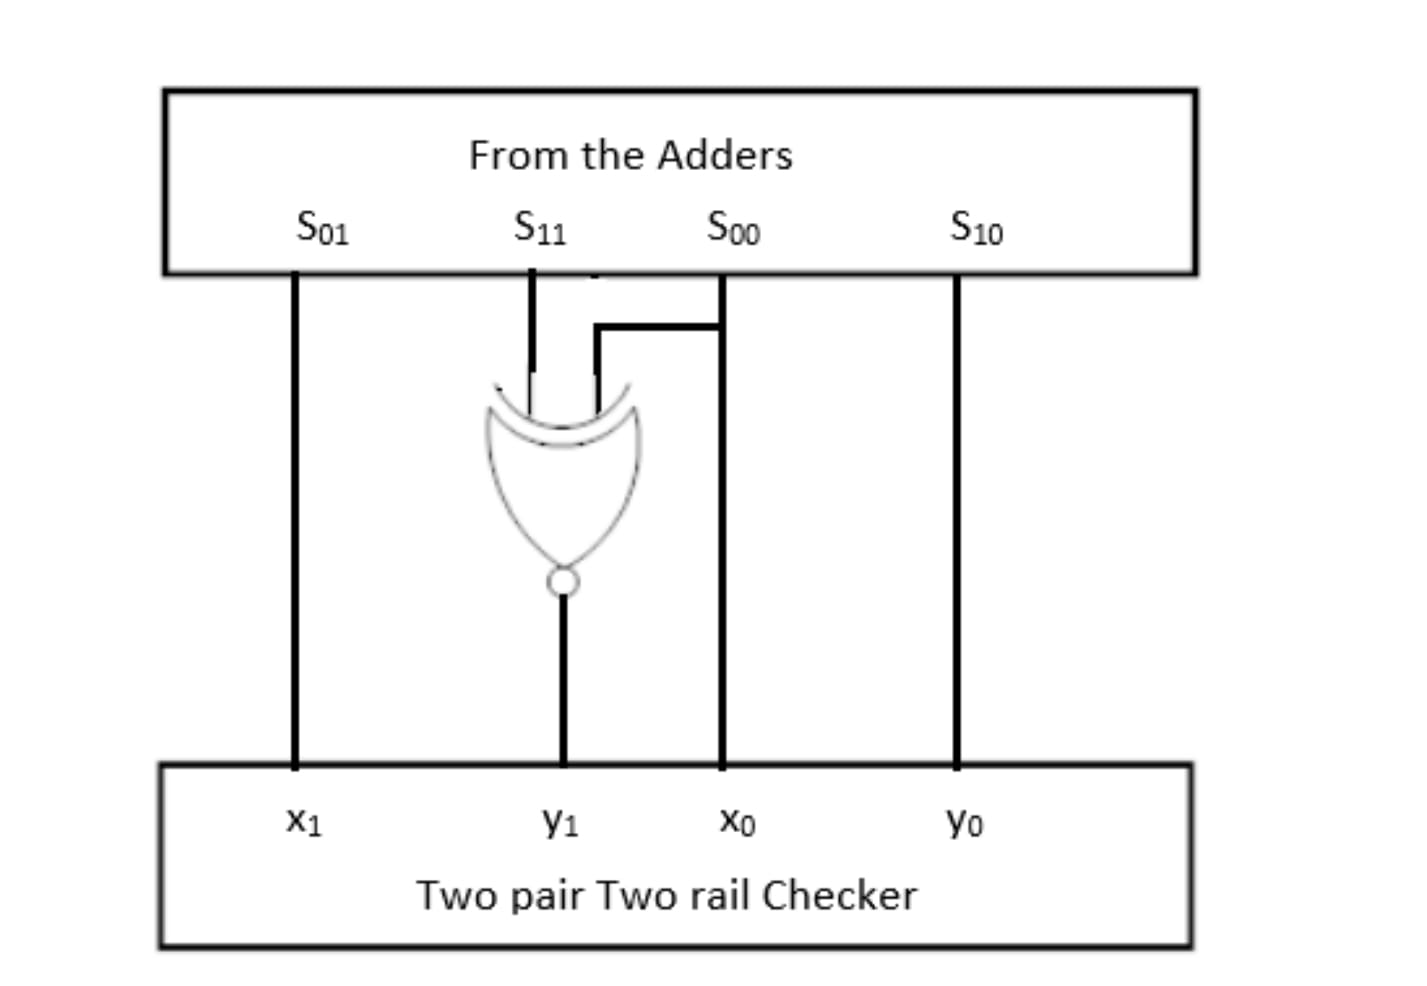 From the Adders
S₀₁ S₁₁ S₀₀ S₁₀
x₁ y₁ x₀ y₀
Two pair Two rail Checker